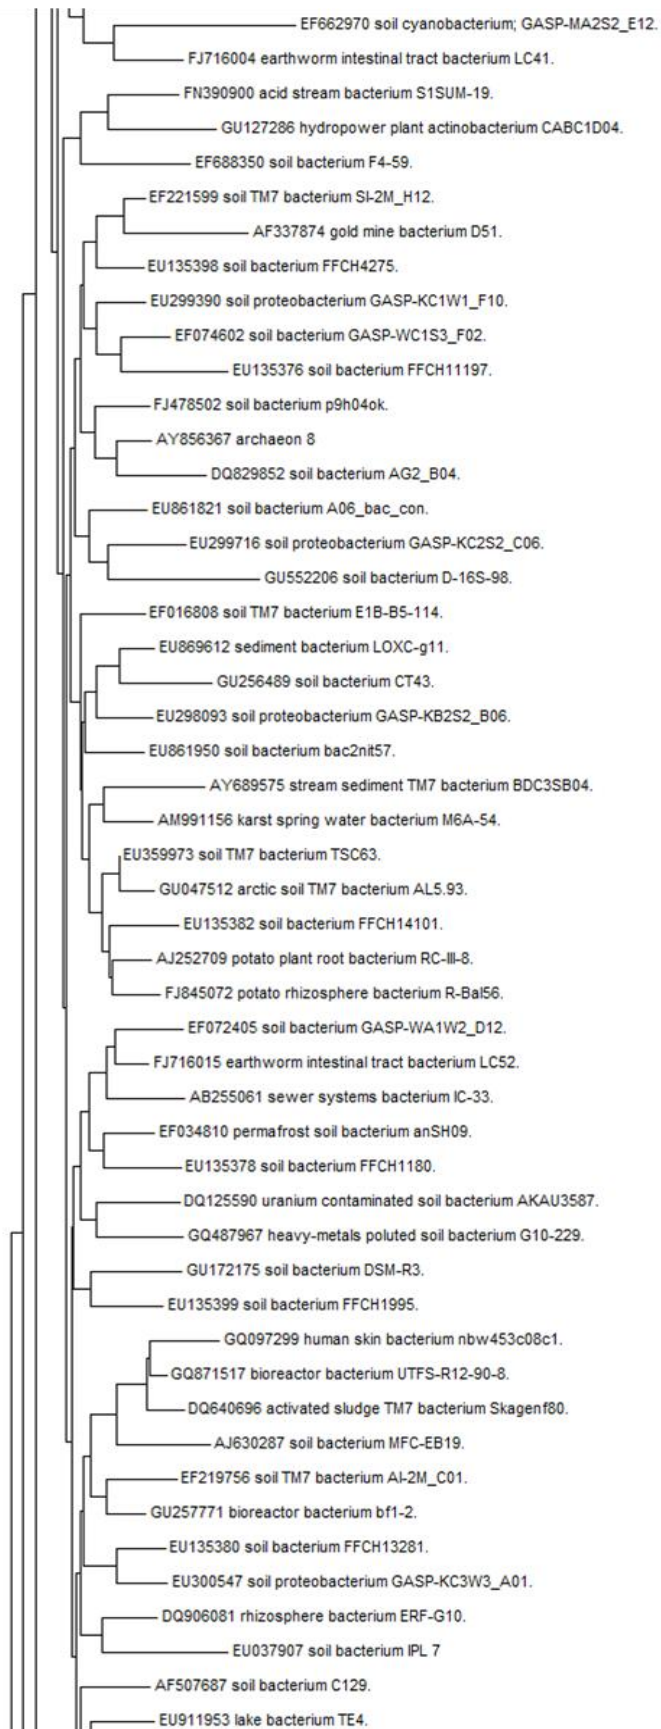 EF662970 soil cyanobacterium; GASP-MA2S2_E12.
FJ716004 earthworm intestinal tract bacterium LC41.
FN390900 acid stream bacterium S1SUM-19.
GU127286 hydropower plant actinobacterium CABC1D04.
EF688350 soil bacterium F4-59.
EF221599 soil TM7 bacterium SI-2M_H12.
AF337874 gold mine bacterium D51.
EU135398 soil bacterium FFCH4275.
EU299390 soil proteobacterium GASP-KC1W1_F10.
EF074602 soil bacterium GASP-WC1S3_F02.
EU135376 soil bacterium FFCH11197.
FJ478502 soil bacterium p9h04ok.
AY856367 archaeon 8
DQ829852 soil bacterium AG2_B04.
EU861821 soil bacterium A06_bac_con.
EU299716 soil proteobacterium GASP-KC2S2_C06.
GU552206 soil bacterium D-16S-98.
EF016808 soil TM7 bacterium E1B-B5-114.
EU869612 sediment bacterium LOXC-g11.
GU256489 soil bacterium CT43.
EU298093 soil proteobacterium GASP-KB2S2_B06.
EU861950 soil bacterium bac2nit57.
AY689575 stream sediment TM7 bacterium BDC3SB04.
AM991156 karst spring water bacterium M6A-54.
EU359973 soil TM7 bacterium TSC63.
GU047512 arctic soil TM7 bacterium AL5.93.
EU135382 soil bacterium FFCH14101.
AJ252709 potato plant root bacterium RC-III-8.
FJ845072 potato rhizosphere bacterium R-Bal56.
EF072405 soil bacterium GASP-WA1W2_D12.
FJ716015 earthworm intestinal tract bacterium LC52.
AB255061 sewer systems bacterium IC-33.
EF034810 permafrost soil bacterium anSH09.
EU135378 soil bacterium FFCH1180.
DQ125590 uranium contaminated soil bacterium AKAU3587.
GQ487967 heavy-metals poluted soil bacterium G10-229.
GU172175 soil bacterium DSM-R3.
EU135399 soil bacterium FFCH1995.
GQ097299 human skin bacterium nbw453c08c1.
GQ871517 bioreactor bacterium UTFS-R12-90-8.
DQ640696 activated sludge TM7 bacterium Skagenf80.
AJ630287 soil bacterium MFC-EB19.
EF219756 soil TM7 bacterium AI-2M_C01.
GU257771 bioreactor bacterium bf1-2.
EU135380 soil bacterium FFCH13281.
EU300547 soil proteobacterium GASP-KC3W3_A01.
DQ906081 rhizosphere bacterium ERF-G10.
EU037907 soil bacterium IPL 7
AF507687 soil bacterium C129.
EU911953 lake bacterium TE4.